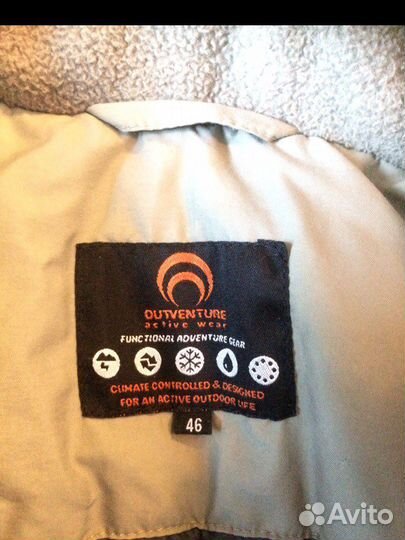 OUTVENTURE
active wear
FUNCTIONAL ADVENTURE GEAR
CLIMATE CONTROLLED & DESIGNED
FOR AN ACTIVE OUTDOOR LIFE
46
Avito